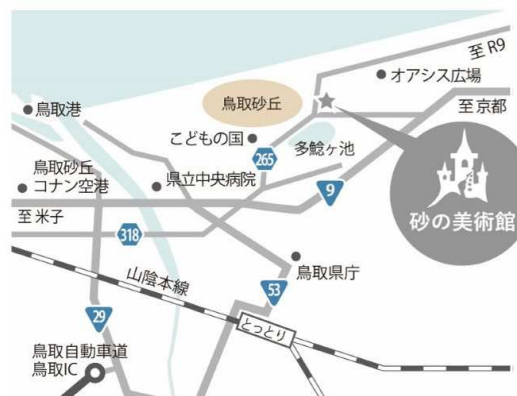 至 R9
オアシス広場
鳥取砂丘
至 京都
鳥取港
こどもの国
多鯰ヶ池
265
鳥取砂丘
コナン空港
県立中央病院
9
砂の美術館
至 米子
318
鳥取県庁
山陰本線
53
29
とっとり
鳥取自動車道
鳥取IC